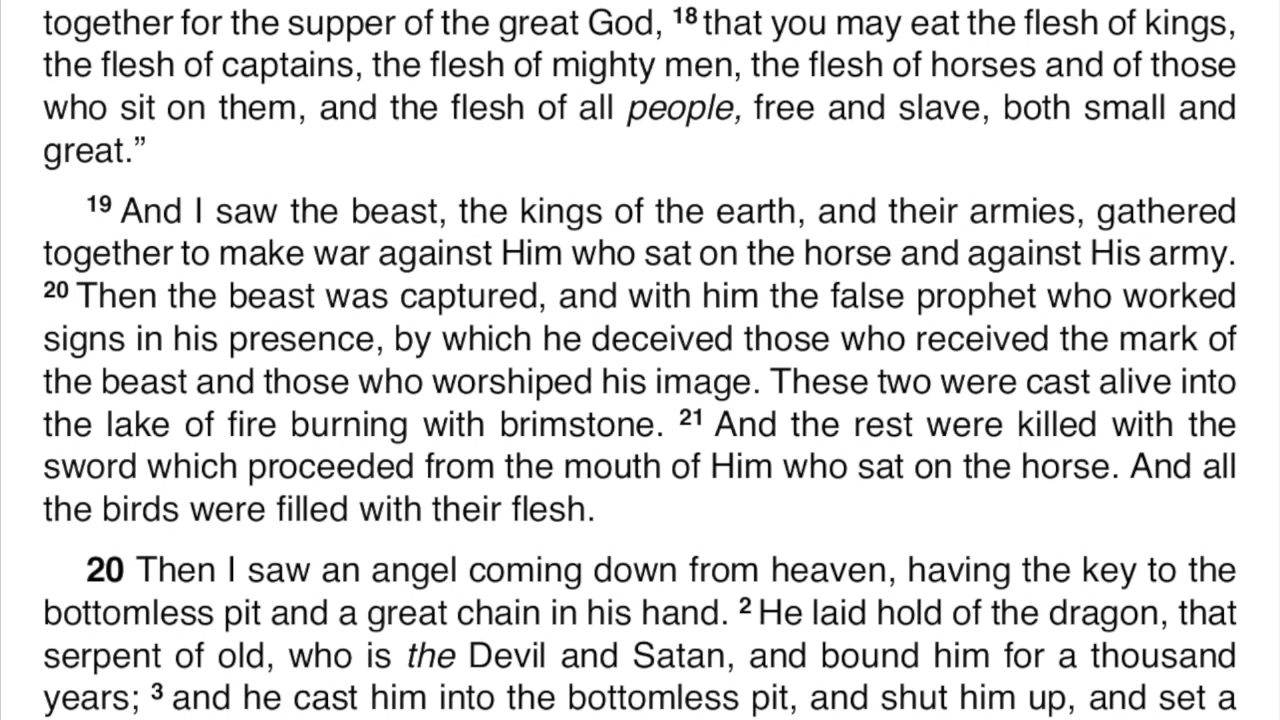 together for the supper of the great God, 18 that you may eat the flesh of kings,
the flesh of captains, the flesh of mighty men, the flesh of horses and of those
who sit on them, and the flesh of all people, free and slave, both small and
great.”
19 And I saw the beast, the kings of the earth, and their armies, gathered
together to make war against Him who sat on the horse and against His army.
20 Then the beast was captured, and with him the false prophet who worked
signs in his presence, by which he deceived those who received the mark of
the beast and those who worshiped his image. These two were cast alive into
the lake of fire burning with brimstone. 21 And the rest were killed with the
sword which proceeded from the mouth of Him who sat on the horse. And all
the birds were filled with their flesh.
20 Then I saw an angel coming down from heaven, having the key to the
bottomless pit and a great chain in his hand. 2 He laid hold of the dragon, that
serpent of old, who is the Devil and Satan, and bound him for a thousand
years; 3 and he cast him into the bottomless pit, and shut him up, and set a